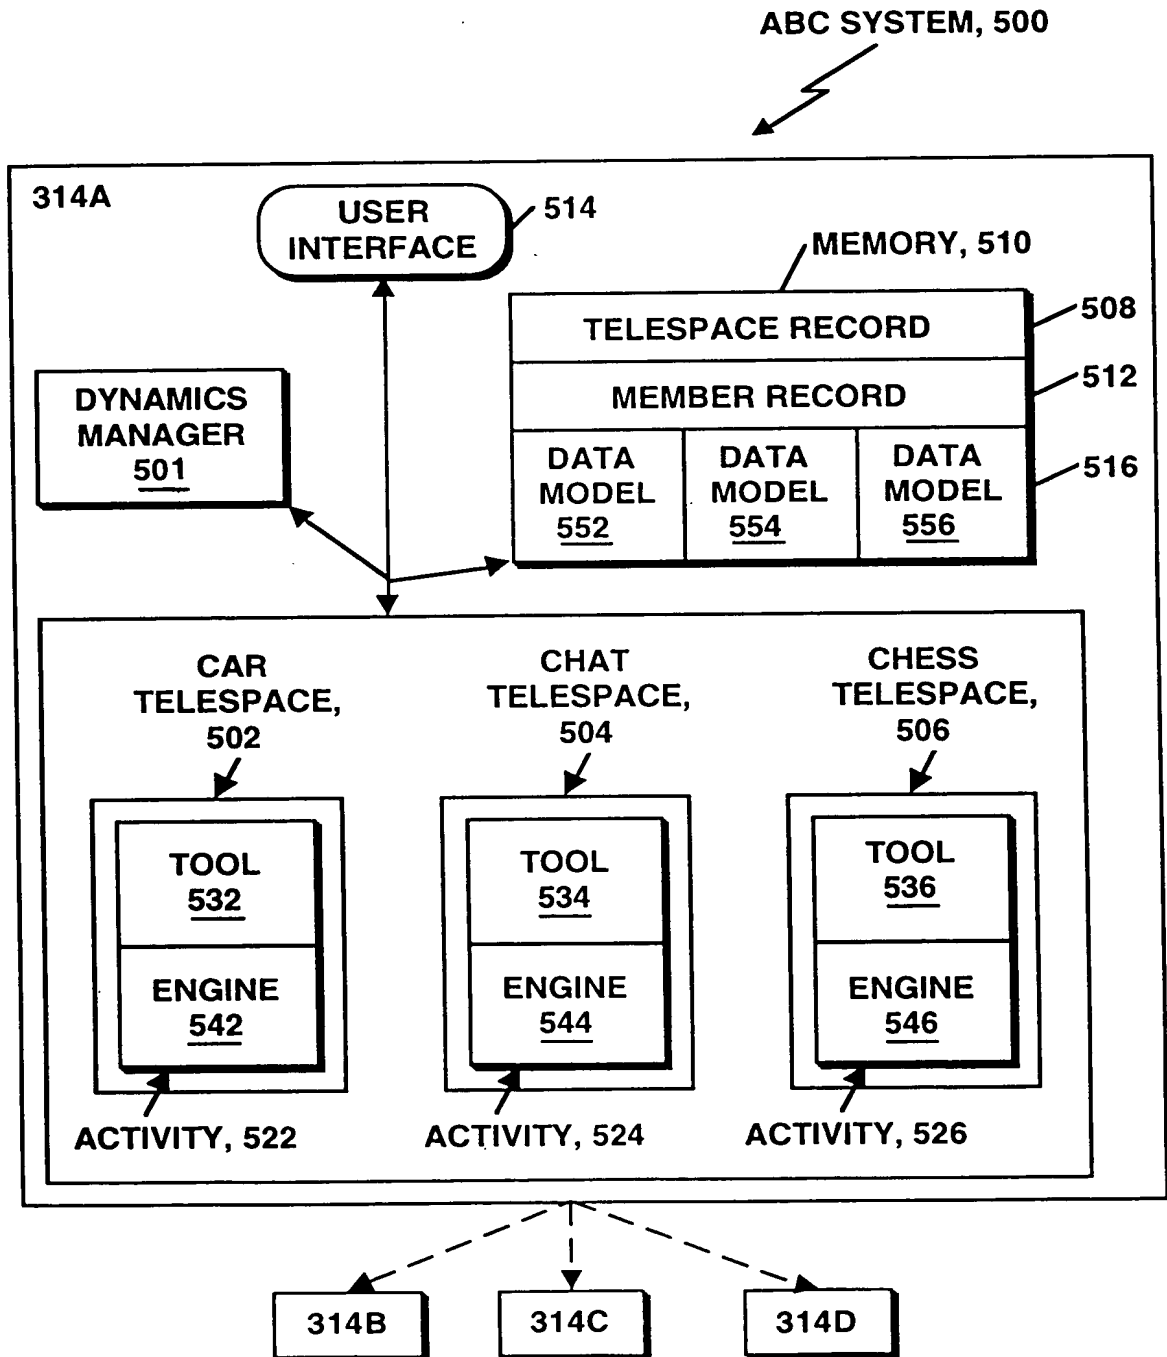 ABC SYSTEM, 500
314A
USER
INTERFACE
514
MEMORY, 510
TELESPACE RECORD
508
MEMBER RECORD
512
DATA
MODEL
552
DATA
MODEL
554
DATA
MODEL
556
516
DYNAMICS
MANAGER
501
CAR
TELESPACE,
502
CHAT
TELESPACE,
504
CHESS
TELESPACE,
506
TOOL
532
TOOL
534
TOOL
536
ENGINE
542
ENGINE
544
ENGINE
546
ACTIVITY, 522
ACTIVITY, 524
ACTIVITY, 526
314B
314C
314D